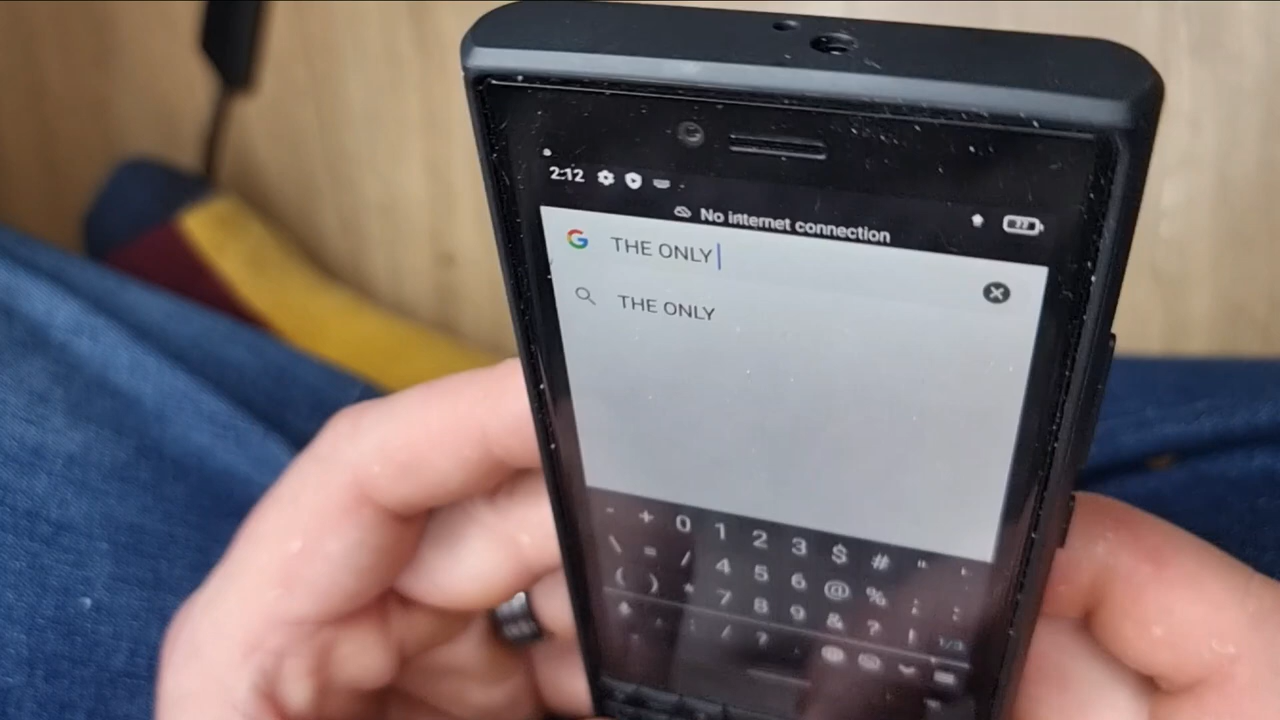 2:12
No internet connection
G THE ONLY
THE ONLY
- + 0 1 2 3 $ #
\ = / 4 5 6 @ % ;
( ) * 7 8 9 & ? !
/ ?